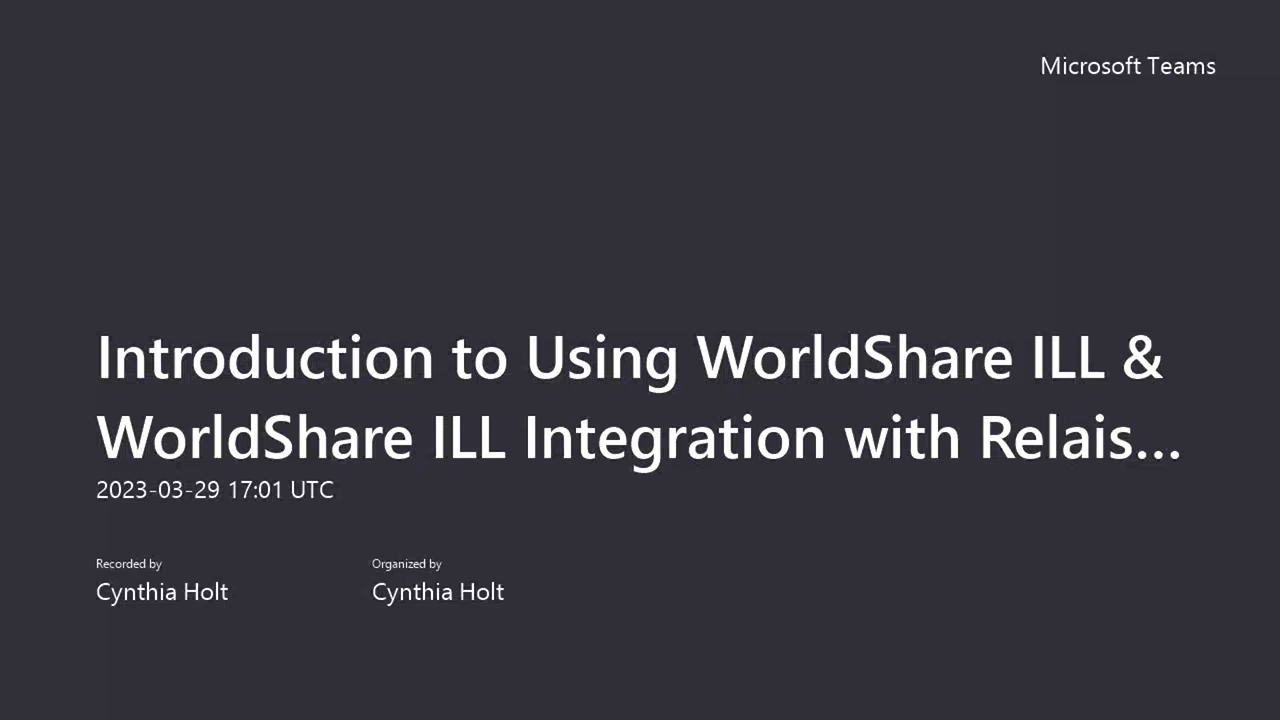 Microsoft Teams
Introduction to Using WorldShare ILL &
WorldShare ILL Integration with Relais...
2023-03-29 17:01 UTC
Recorded by
Cynthia Holt
Organized by
Cynthia Holt